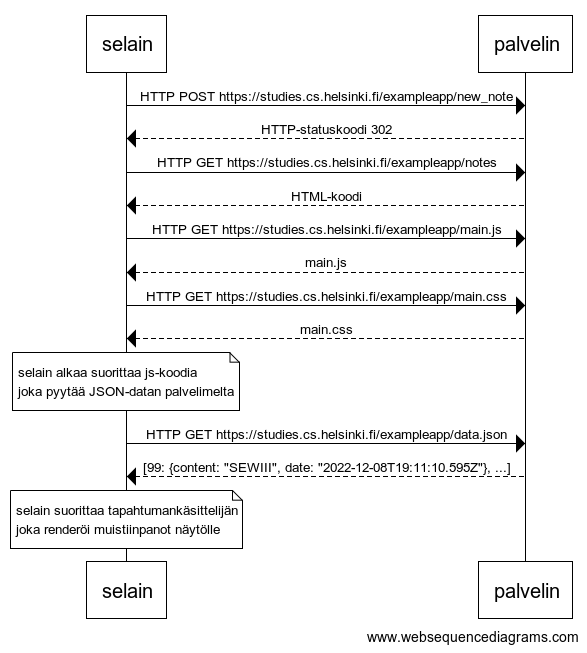 selain palvelin
HTTP POST https://studies.cs.helsinki.fi/exampleapp/new_note
HTTP-statuskoodi 302
HTTP GET https://studies.cs.helsinki.fi/exampleapp/notes
HTML-koodi
HTTP GET https://studies.cs.helsinki.fi/exampleapp/main.js
main.js
HTTP GET https://studies.cs.helsinki.fi/exampleapp/main.css
main.css
selain alkaa suorittaa js-koodia
joka pyytää JSON-datan palvelimelta
HTTP GET https://studies.cs.helsinki.fi/exampleapp/data.json
[99: {content: "SEWIII", date: "2022-12-08T19:11:10.595Z"}, ...]
selain suorittaa tapahtumankäsittelijän
joka renderöi muistiinpanot näytölle
selain palvelin
www.websequencediagrams.com